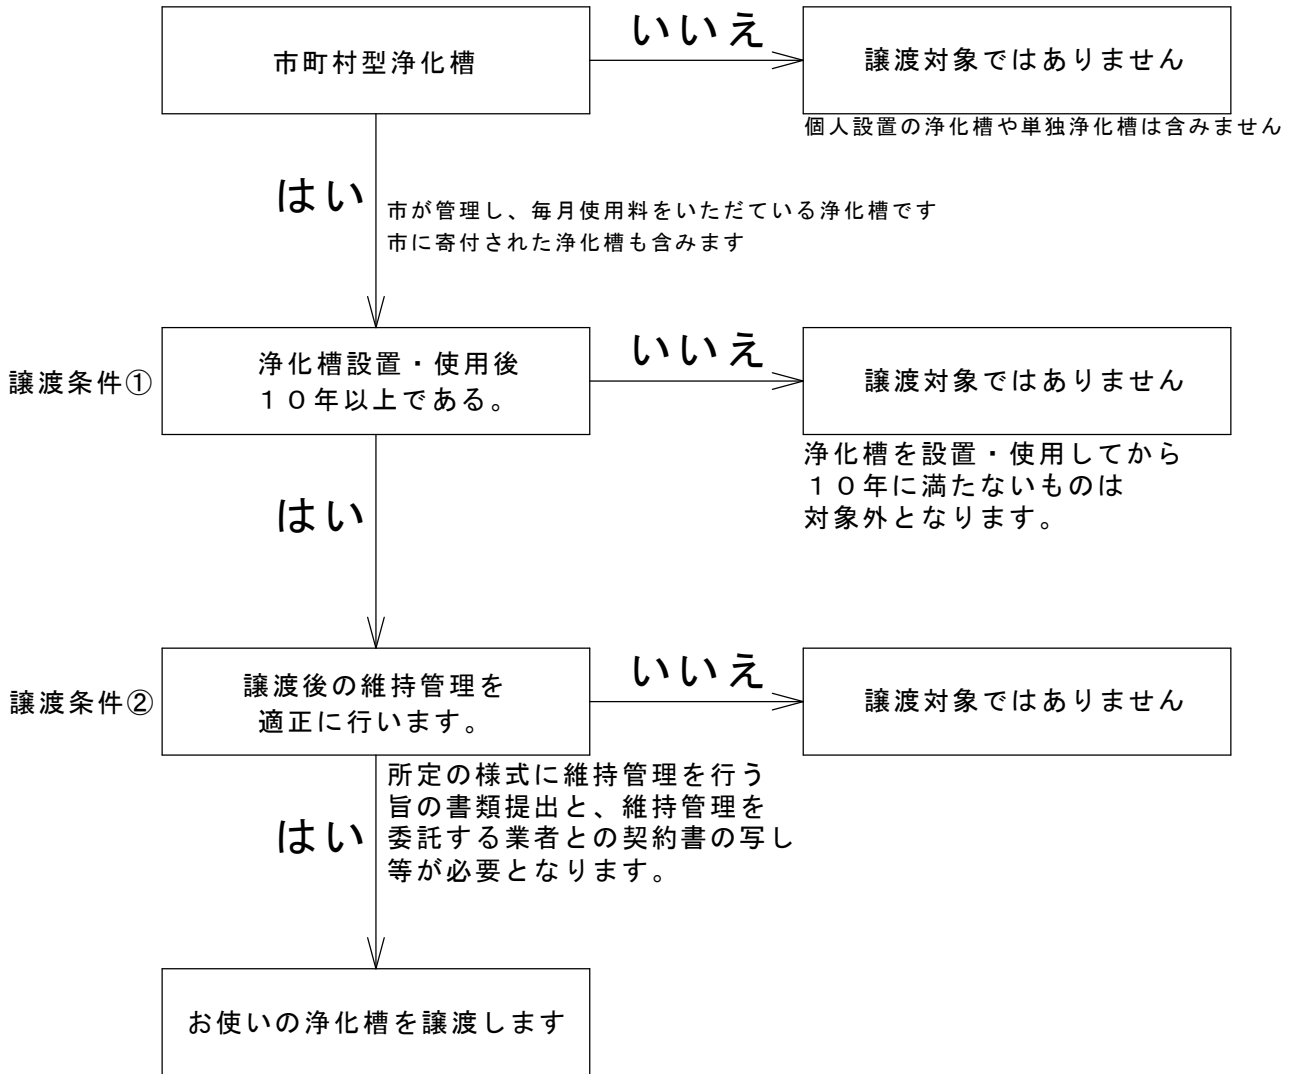 市町村型浄化槽
いいえ
譲渡対象ではありません
個人設置の浄化槽や単独浄化槽は含みません
はい
市が管理し、毎月使用料をいただている浄化槽です
市に寄付された浄化槽も含みます
譲渡条件①
浄化槽設置・使用後
１０年以上である。
いいえ
譲渡対象ではありません
浄化槽を設置・使用してから
１０年に満たないものは
対象外となります。
はい
譲渡条件②
譲渡後の維持管理を
適正に行います。
いいえ
譲渡対象ではありません
はい
所定の様式に維持管理を行う
旨の書類提出と、維持管理を
委託する業者との契約書の写し
等が必要となります。
お使いの浄化槽を譲渡します